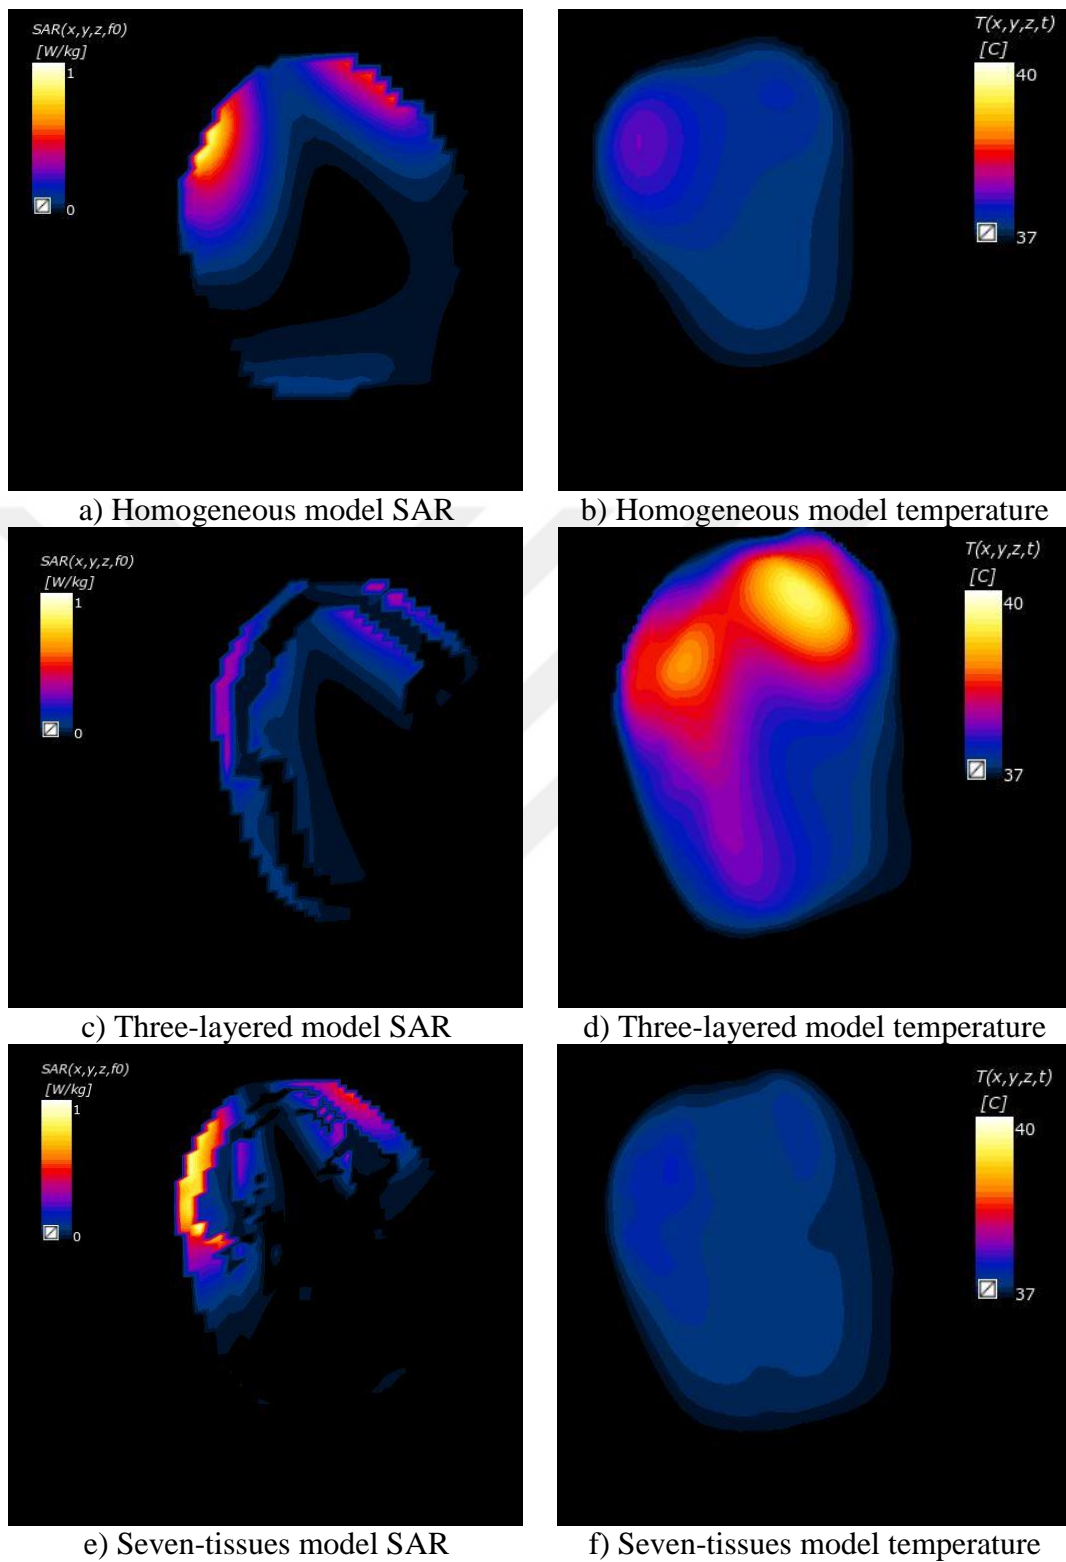 SAR(x,y,z,f0)
[W/kg]
1
0
T(x,y,z,t)
[C]
40
37
a) Homogeneous model SAR
b) Homogeneous model temperature
SAR(x,y,z,f0)
[W/kg]
1
0
T(x,y,z,t)
[C]
40
37
c) Three-layered model SAR
d) Three-layered model temperature
SAR(x,y,z,f0)
[W/kg]
1
0
T(x,y,z,t)
[C]
40
37
e) Seven-tissues model SAR
f) Seven-tissues model temperature